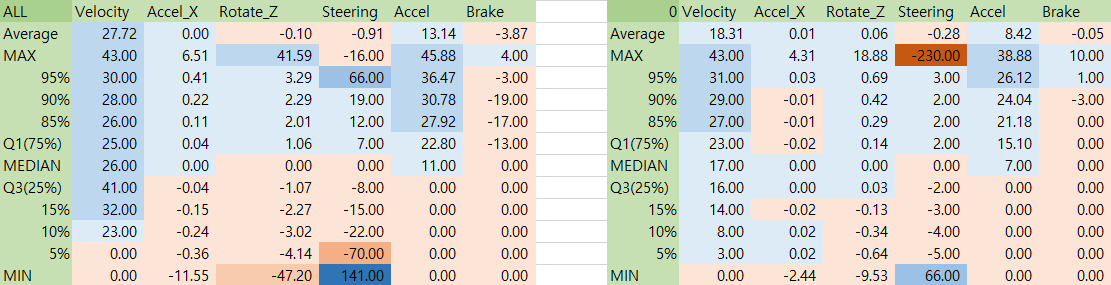 ALL Velocity Accel_X Rotate_Z Steering Accel Brake 0 Velocity Accel_X Rotate_Z Steering Accel Brake
Average 27.72 0.00 -0.10 -0.91 13.14 -3.87 Average 18.31 0.01 0.06 -0.28 8.42 -0.05
MAX 43.00 6.51 41.59 -16.00 45.88 4.00 MAX 43.00 4.31 18.88 -230.00 38.88 10.00
95% 30.00 0.41 3.29 66.00 36.47 -3.00 95% 31.00 0.03 0.69 3.00 26.12 1.00
90% 28.00 0.22 2.29 19.00 30.78 -19.00 90% 29.00 -0.01 0.42 2.00 24.04 -3.00
85% 26.00 0.11 2.01 12.00 27.92 -17.00 85% 27.00 -0.01 0.29 2.00 21.18 0.00
Q1(75%) 25.00 0.04 1.06 7.00 22.80 -13.00 Q1(75%) 23.00 -0.02 0.14 2.00 15.10 0.00
MEDIAN 26.00 0.00 0.00 0.00 11.00 0.00 MEDIAN 17.00 0.00 0.00 0.00 7.00 0.00
Q3(25%) 41.00 -0.04 -1.07 -8.00 0.00 0.00 Q3(25%) 16.00 0.00 0.03 -2.00 0.00 0.00
15% 32.00 -0.15 -2.27 -15.00 0.00 0.00 15% 14.00 -0.02 -0.13 -3.00 0.00 0.00
10% 23.00 -0.24 -3.02 -22.00 0.00 0.00 10% 8.00 0.02 -0.34 -4.00 0.00 0.00
5% 0.00 -0.36 -4.14 -70.00 0.00 0.00 5% 3.00 0.02 -0.64 -5.00 0.00 0.00
MIN 0.00 -11.55 -47.20 141.00 0.00 0.00 MIN 0.00 -2.44 -9.53 66.00 0.00 0.00